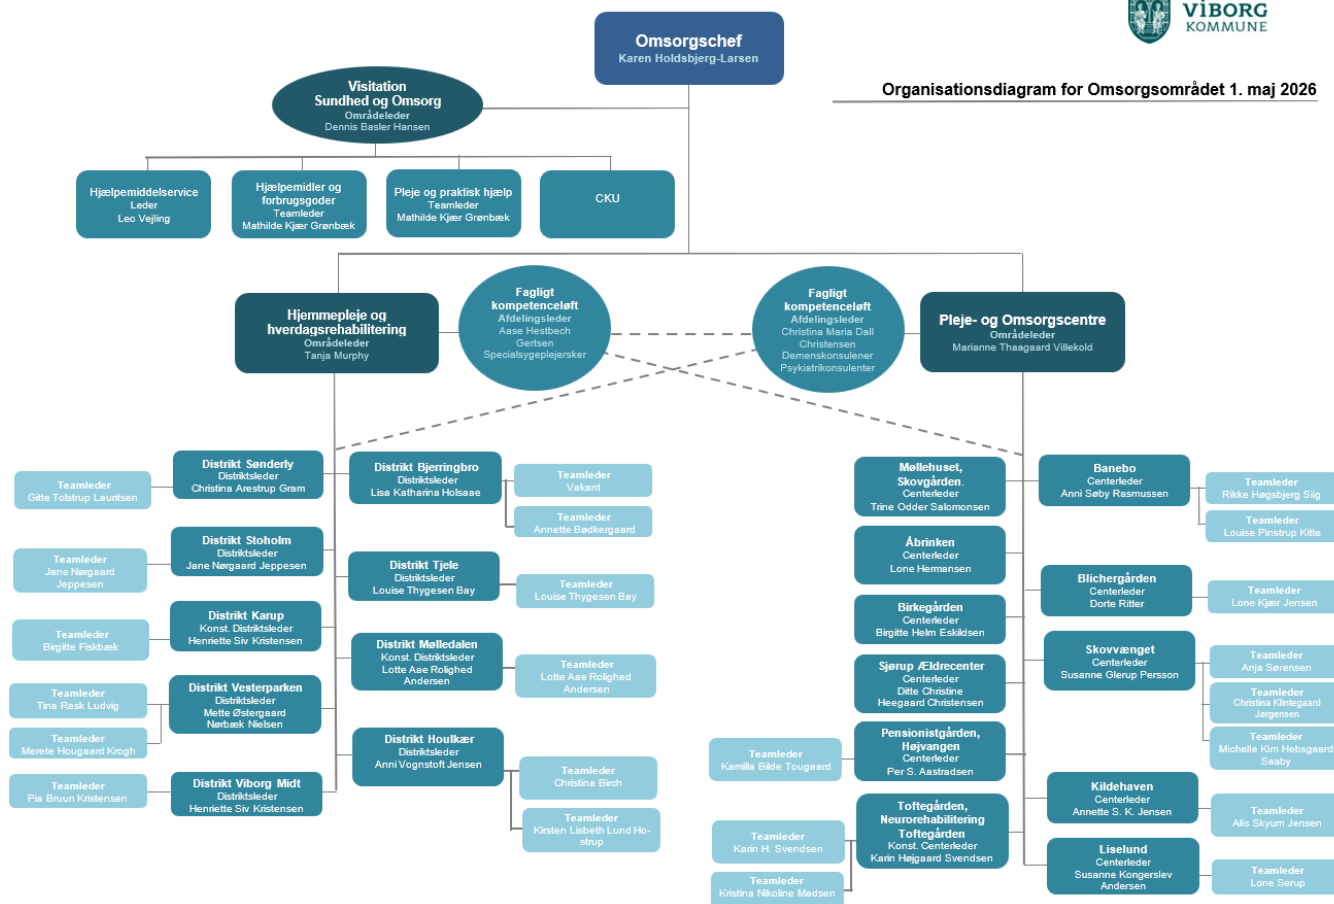 VIBORG
KOMMUNE
Organisationsdiagram for Omsorgsområdet 1. maj 2026
Omsorgschef
Karen Holdsbjerg-Larsen
Visitation
Sundhed og Omsorg
Områdeleder
Dennis Basler Hansen
Hjælpemiddelservice
Leder
Leo Vejling
Hjælpemidler og
forbrugsgoder
Teamleder
Mathilde Kjær Grønbæk
Pleje og praktisk hjælp
Teamleder
Mathilde Kjær Grønbæk
CKU
Hjemmepleje og
hverdagsrehabilitering
Områdeleder
Tanja Murphy
Fagligt
kompetenceløft
Afdelingsleder
Aase Hestbech
Gertsen
Specialsygeplejersker
Fagligt
kompetenceløft
Afdelingsleder
Christina Maria Dall
Christensen
Demenskonsulener
Psykiatrikonsulenter
Pleje- og Omsorgscentre
Områdeleder
Marianne Thaagaard Villekold
Distrikt Sønderly
Distriktsleder
Christina Arestrup Gram
Teamleder
Gitte Tolstrup Lauritsen
Distrikt Stoholm
Distriktsleder
Jane Nørgaard Jeppesen
Teamleder
Jane Nørgaard
Jeppesen
Distrikt Karup
Konst. Distriktsleder
Henriette Siv Kristensen
Teamleder
Birgitte Fiskbæk
Distrikt Vesterparken
Distriktsleder
Mette Østergaard
Nørbæk Nielsen
Teamleder
Tina Rask Ludvig
Teamleder
Merete Hougaard Krogh
Distrikt Viborg Midt
Distriktsleder
Henriette Siv Kristensen
Teamleder
Pia Bruun Kristensen
Distrikt Bjerringbro
Distriktsleder
Lisa Katharina Holsaae
Teamleder
Vakant
Teamleder
Annette Bødkergaard
Distrikt Tjele
Distriktsleder
Louise Thygesen Bay
Teamleder
Louise Thygesen Bay
Distrikt Mølledalen
Konst. Distriktsleder
Lotte Aae Rolighed
Andersen
Teamleder
Lotte Aae Rolighed
Andersen
Distrikt Houlkær
Distriktsleder
Anni Vognstoft Jensen
Teamleder
Christina Birch
Teamleder
Kirsten Lisbeth Lund Ho-
strup
Møllehuset,
Skovgården.
Centerleder
Trine Odder Salomonsen
Åbrinken
Centerleder
Lone Hermansen
Birkegården
Centerleder
Birgitte Helm Eskildsen
Sjørup Ældrecenter
Centerleder
Ditte Christine
Heegaard Christensen
Pensionistgården,
Højvangen
Centerleder
Per S. Aastradsen
Teamleder
Kamilla Bilde Tougaard
Toftegården,
Neurorehabilitering
Toftegården
Konst. Centerleder
Karin Højgaard Svendsen
Teamleder
Karin H. Svendsen
Teamleder
Kristina Nikoline Madsen
Banebo
Centerleder
Anni Søby Rasmussen
Teamleder
Rikke Høgsbjerg Siig
Teamleder
Louise Pinstrup Kitte
Blichergården
Centerleder
Dorte Ritter
Teamleder
Lone Kjær Jensen
Skovvænget
Centerleder
Susanne Glerup Persson
Teamleder
Anja Sørensen
Teamleder
Christina Klintegaard
Jørgensen
Teamleder
Michelle Kim Hebsgaard
Saaby
Kildehaven
Centerleder
Annette S. K. Jensen
Teamleder
Alis Skyum Jensen
Liselund
Centerleder
Susanne Kongerslev
Andersen
Teamleder
Lone Serup